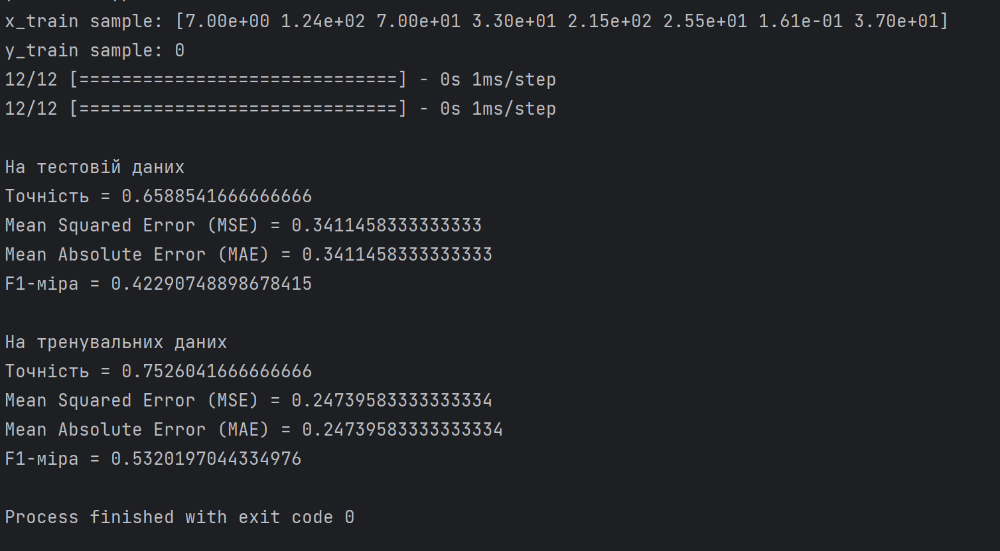 x_train sample: [7.00e+00 1.24e+02 7.00e+01 3.30e+01 2.15e+02 2.55e+01 1.61e-01 3.70e+01]
y_train sample: 0
12/12 [==============================] - 0s 1ms/step
12/12 [==============================] - 0s 1ms/step
На тестовій даних
Точність = 0.6588541666666666
Mean Squared Error (MSE) = 0.3411458333333333
Mean Absolute Error (MAE) = 0.3411458333333333
F1-міра = 0.42290748898678415
На тренувальних даних
Точність = 0.7526041666666666
Mean Squared Error (MSE) = 0.24739583333333334
Mean Absolute Error (MAE) = 0.24739583333333334
F1-міра = 0.5320197044334976
Process finished with exit code 0